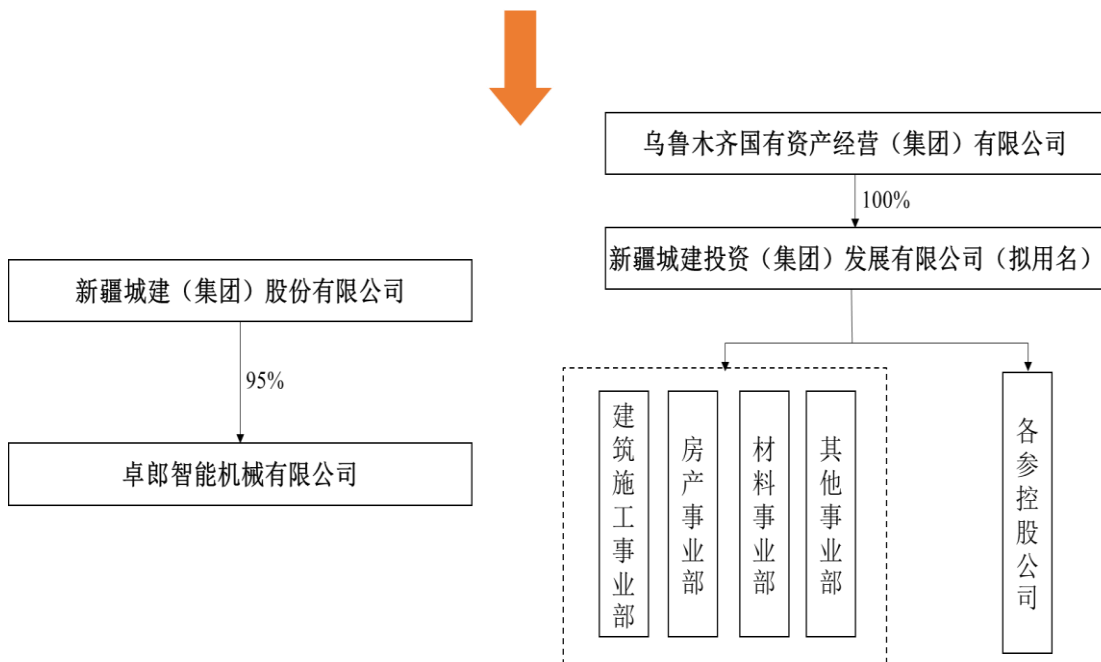 乌鲁木齐国有资产经营（集团）有限公司
100%
新疆城建投资（集团）发展有限公司（拟用名）
新疆城建（集团）股份有限公司
95%
卓郎智能机械有限公司
建筑施工事业部
房产事业部
材料事业部
其他事业部
各参控股公司